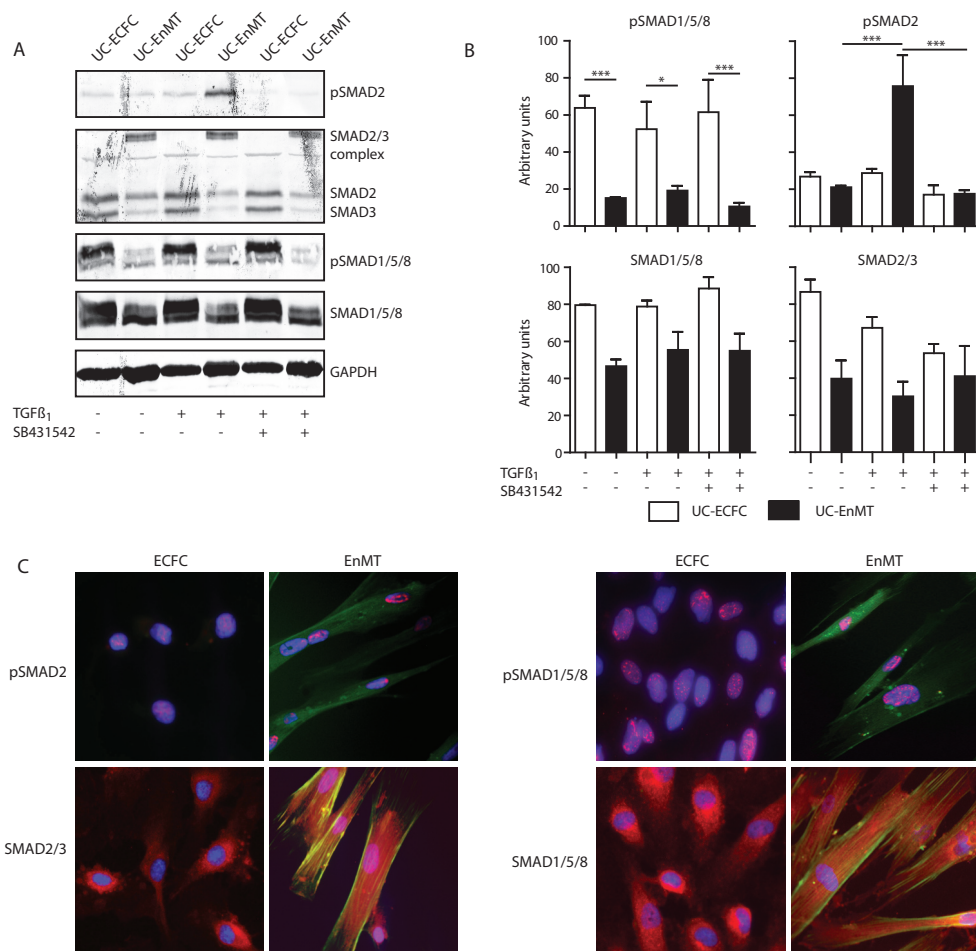 A
UC-ECFC
UC-EnMT
UC-ECFC
UC-EnMT
UC-ECFC
UC-EnMT
pSMAD2
SMAD2/3
complex
SMAD2
SMAD3
pSMAD1/5/8
SMAD1/5/8
GAPDH
TGFß1 - - + + + +
SB431542 - - - - + +
B
pSMAD1/5/8
100
80
60
40
20
0
Arbitrary units
*** * ***
pSMAD2
*** ***
SMAD1/5/8
100
80
60
40
20
0
Arbitrary units
SMAD2/3
TGFß1 - - + + + + - - + + + +
SB431542 - - - - + + - - - - + +
UC-ECFC UC-EnMT
C
ECFC EnMT
pSMAD2
SMAD2/3
ECFC EnMT
pSMAD1/5/8
SMAD1/5/8